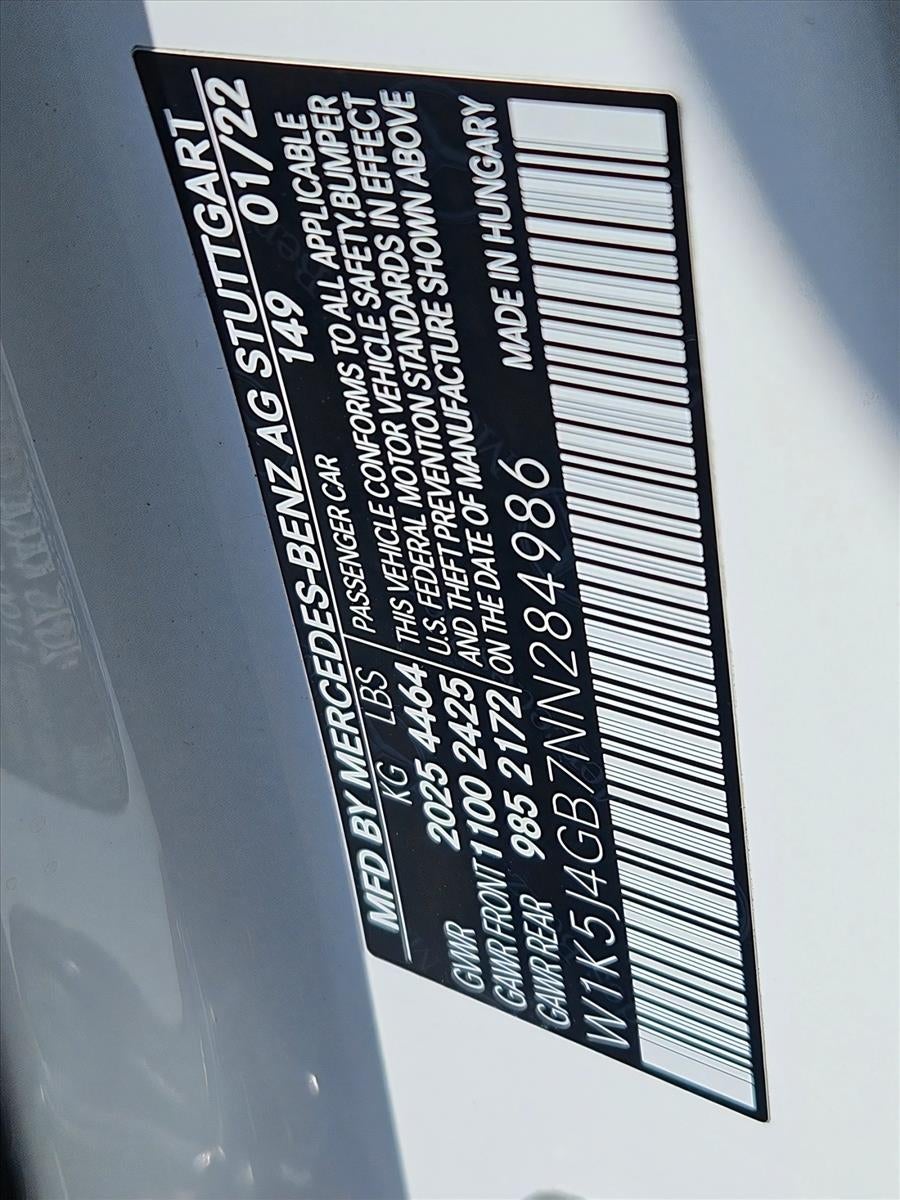 MFD BY MERCEDES-BENZ AG STUTTGART
KG LBS 149 01/22
GVWR 2025 4464
GAWR FRONT 1100 2425
GAWR REAR 985 2172
PASSENGER CAR
THIS VEHICLE CONFORMS TO ALL APPLICABLE
U.S. FEDERAL MOTOR VEHICLE SAFETY,BUMPER
AND THEFT PREVENTION STANDARDS IN EFFECT
ON THE DATE OF MANUFACTURE SHOWN ABOVE
MADE IN HUNGARY
W1K5J4GB7NN284986